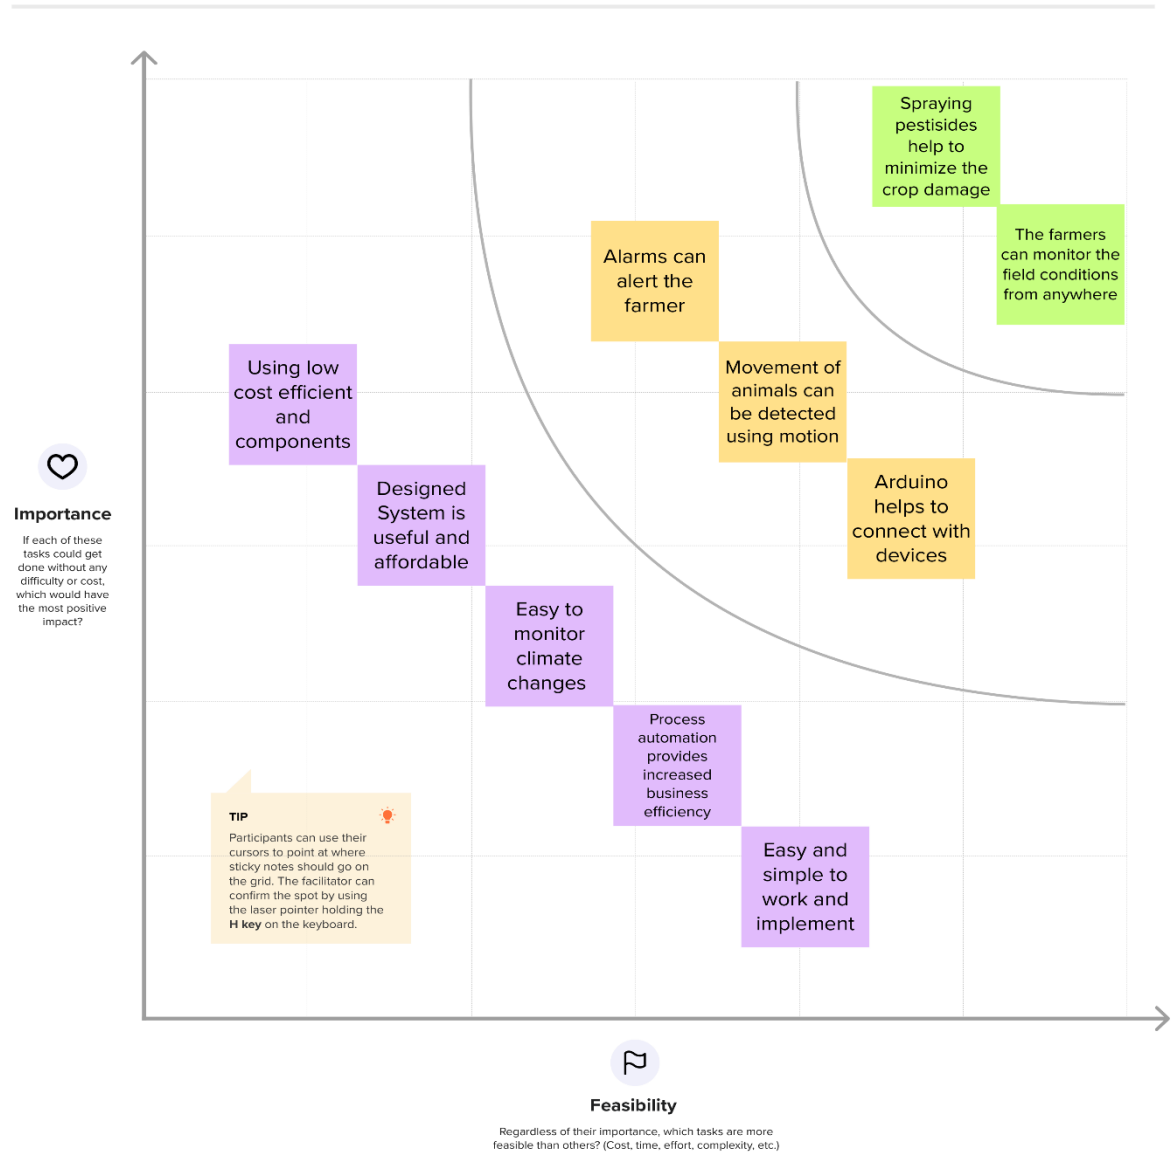 Spraying
pestisides
help to
minimize the
crop damage
The farmers
can monitor the
field conditions
from anywhere
Alarms can
alert the
farmer
Movement of
animals can
be detected
using motion
Arduino
helps to
connect with
devices
Using low
cost efficient
and
components
Designed
System is
useful and
affordable
Easy to
monitor
climate
changes
Process
automation
provides
increased
business
efficiency
Easy and
simple to
work and
implement
Importance
If each of these
tasks could get
done without any
difficulty or cost,
which would have
the most positive
impact?
TIP
Participants can use their
cursors to point at where
sticky notes should go on
the grid. The facilitator can
confirm the spot by using
the laser pointer holding the
H key on the keyboard.
Feasibility
Regardless of their importance, which tasks are more
feasible than others? (Cost, time, effort, complexity, etc.)